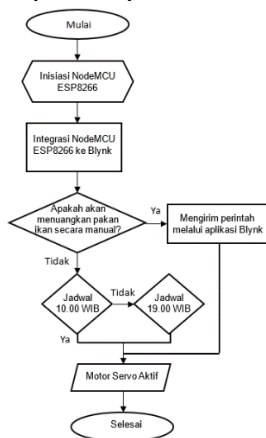 Mulai
Inisiasi NodeMCU
ESP8266
Integrasi NodeMCU
ESP8266 ke Blynk
Apakah akan
menuangkan pakan
ikan secara manual?
Ya
Mengirim perintah
melalui aplikasi Blynk
Tidak
Jadwal
10.00 WIB
Tidak
Jadwal
19.00 WIB
Ya
Motor Servo Aktif
Selesai